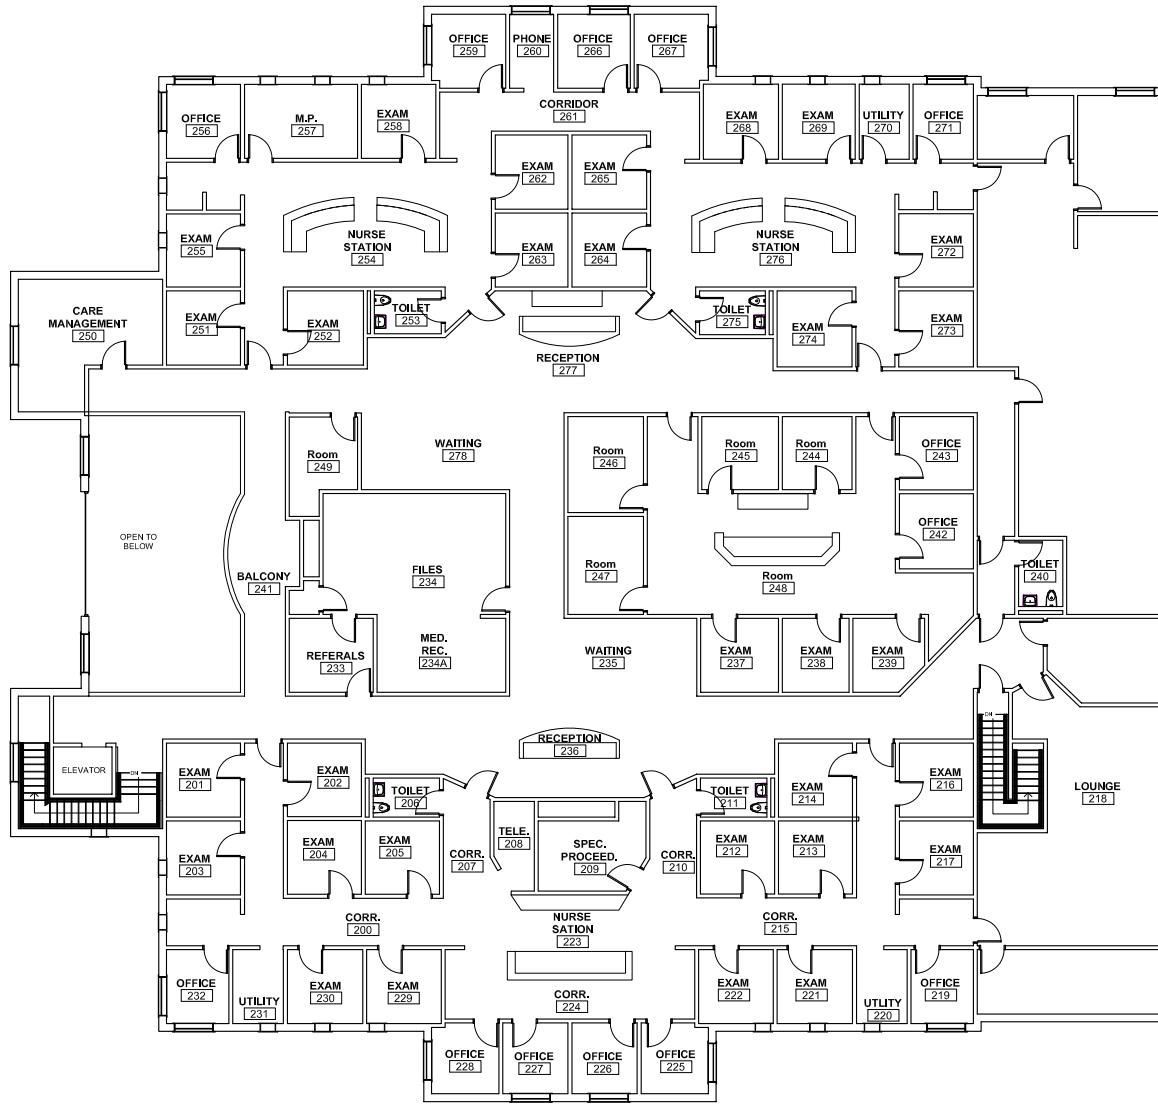 OFFICE
259
PHONE
260
OFFICE
266
OFFICE
267
OFFICE
256
M.P.
257
EXAM
258
CORRIDOR
261
EXAM
268
EXAM
269
UTILITY
270
OFFICE
271
EXAM
262
EXAM
265
NURSE
STATION
254
EXAM
255
EXAM
263
EXAM
264
NURSE
STATION
276
EXAM
272
CARE
MANAGEMENT
250
EXAM
251
EXAM
252
TOILET
253
TOILET
275
EXAM
274
EXAM
273
RECEPTION
277
Room
249
WAITING
278
Room
246
Room
245
Room
244
OFFICE
243
OPEN TO
BELOW
BALCONY
241
FILES
234
Room
247
Room
248
OFFICE
242
TOILET
240
REFERALS
233
MED.
REC.
234A
WAITING
235
EXAM
237
EXAM
238
EXAM
239
RECEPTION
236
DN
ELEVATOR
DN
EXAM
201
EXAM
202
TOILET
206
TOILET
211
EXAM
214
EXAM
216
LOUNGE
218
EXAM
203
EXAM
204
EXAM
205
CORR.
207
TELE.
208
SPEC.
PROCEED.
209
CORR.
210
EXAM
212
EXAM
213
EXAM
217
CORR.
200
NURSE
SATION
223
CORR.
215
OFFICE
232
UTILITY
231
EXAM
230
EXAM
229
CORR.
224
EXAM
222
EXAM
221
UTLITY
220
OFFICE
219
OFFICE
228
OFFICE
227
OFFICE
226
OFFICE
225